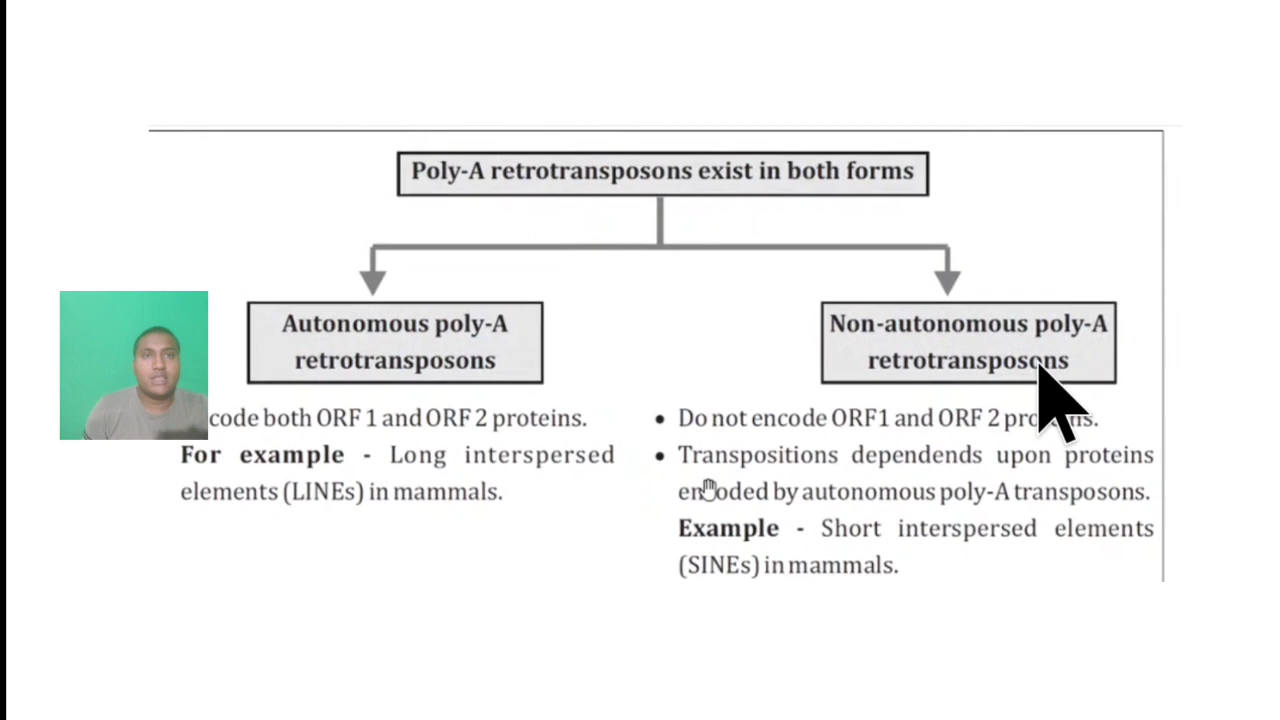 Poly-A retrotransposons exist in both forms
Autonomous poly-A
retrotransposons
code both ORF 1 and ORF 2 proteins.
For example - Long interspersed
elements (LINEs) in mammals.
Non-autonomous poly-A
retrotransposons
• Do not encode ORF1 and ORF 2
• Transpositions dependends upon proteins
by autonomous poly-A transposons.
Example - Short interspersed elements
(SINEs) in mammals.